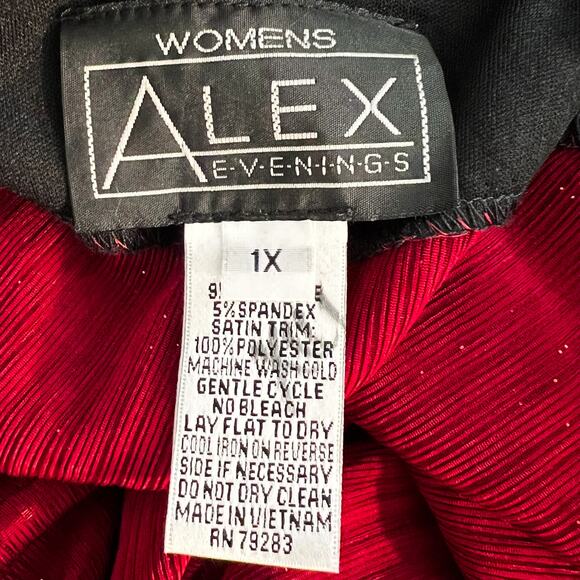 WOMENS
ALEX
E-V-E-N-I-N-G-S
1X
5% SPANDEX
SATIN TRIM:
100% POLYESTER
MACHINE WASH COLD
GENTLE CYCLE
NO BLEACH
LAY FLAT TO DRY
COOL IRON ON REVERSE
SIDE IF NECESSARY
DO NOT DRY CLEAN
MADE IN VIETNAM
RN 79283